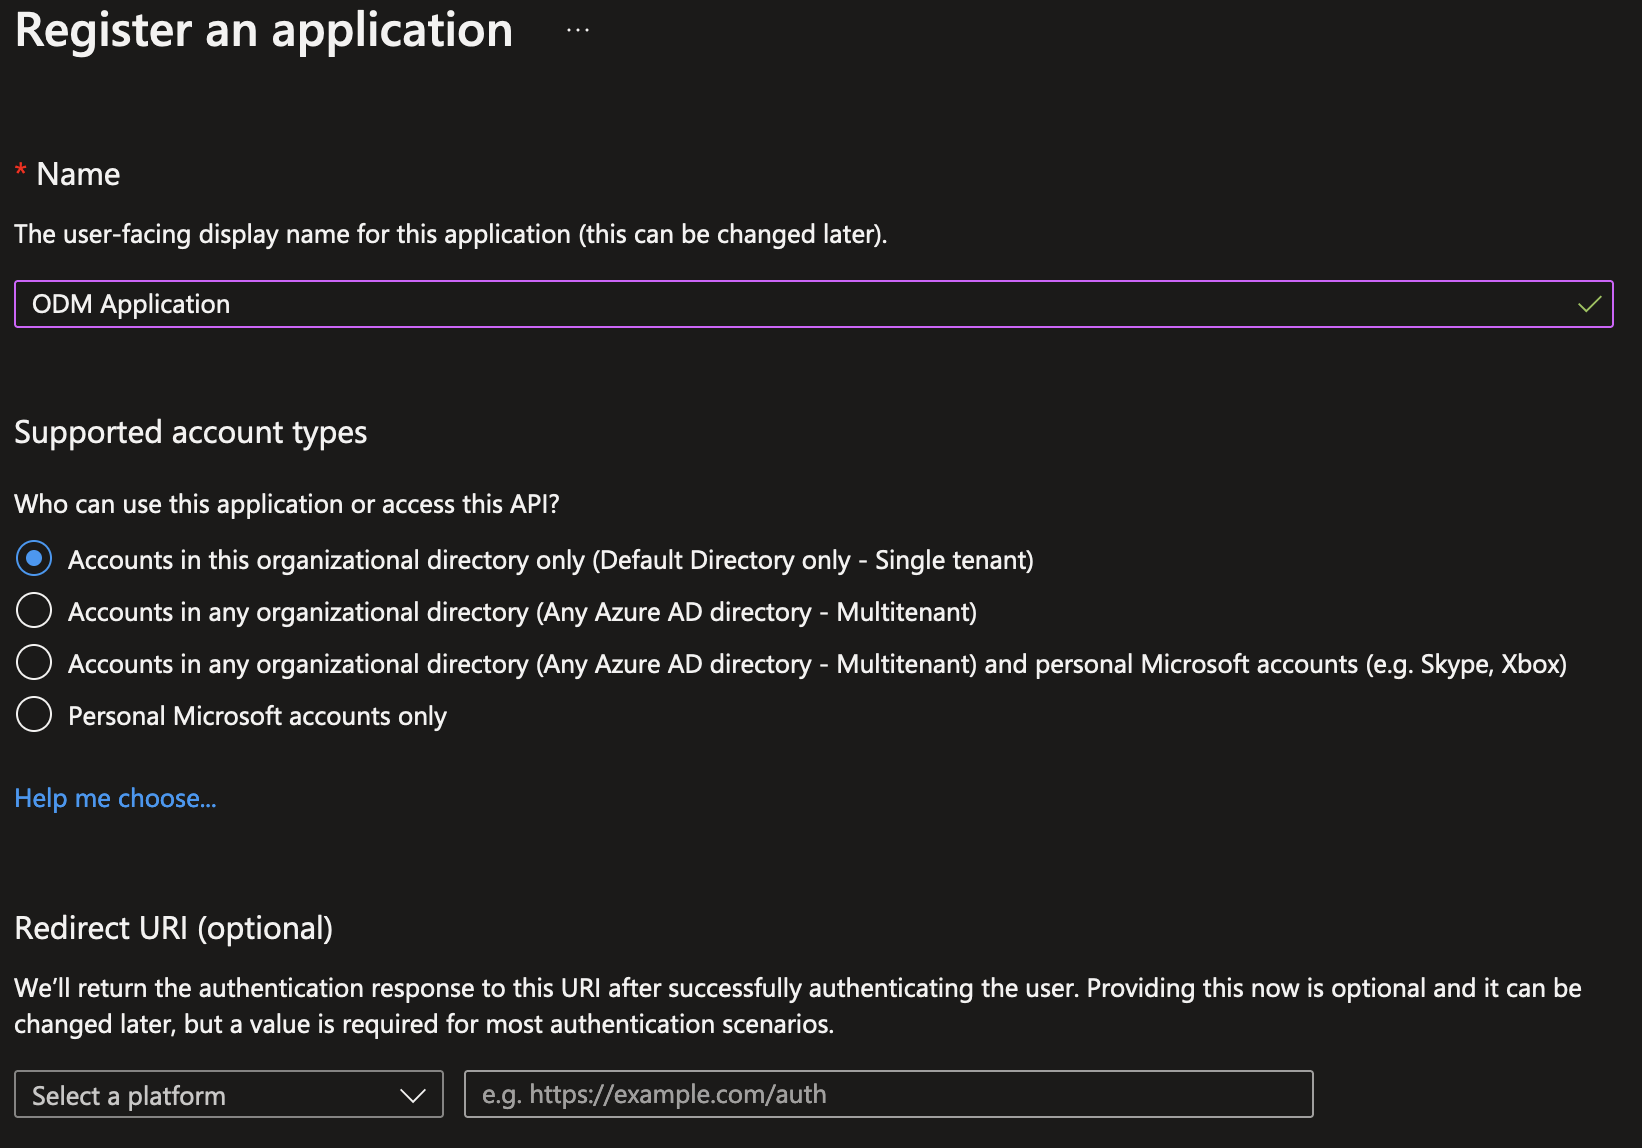 Register an application ...
* Name
The user-facing display name for this application (this can be changed later).
ODM Application
Supported account types
Who can use this application or access this API?
Accounts in this organizational directory only (Default Directory only - Single tenant)
Accounts in any organizational directory (Any Azure AD directory - Multitenant)
Accounts in any organizational directory (Any Azure AD directory - Multitenant) and personal Microsoft accounts (e.g. Skype, Xbox)
Personal Microsoft accounts only
Help me choose...
Redirect URI (optional)
We’ll return the authentication response to this URI after successfully authenticating the user. Providing this now is optional and it can be
changed later, but a value is required for most authentication scenarios.
Select a platform e.g. https://example.com/auth